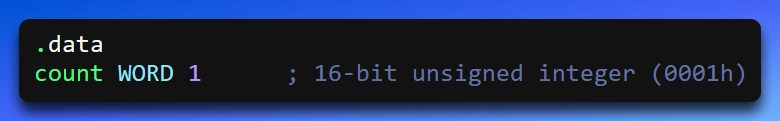 .data
count WORD 1      ; 16-bit unsigned integer (0001h)